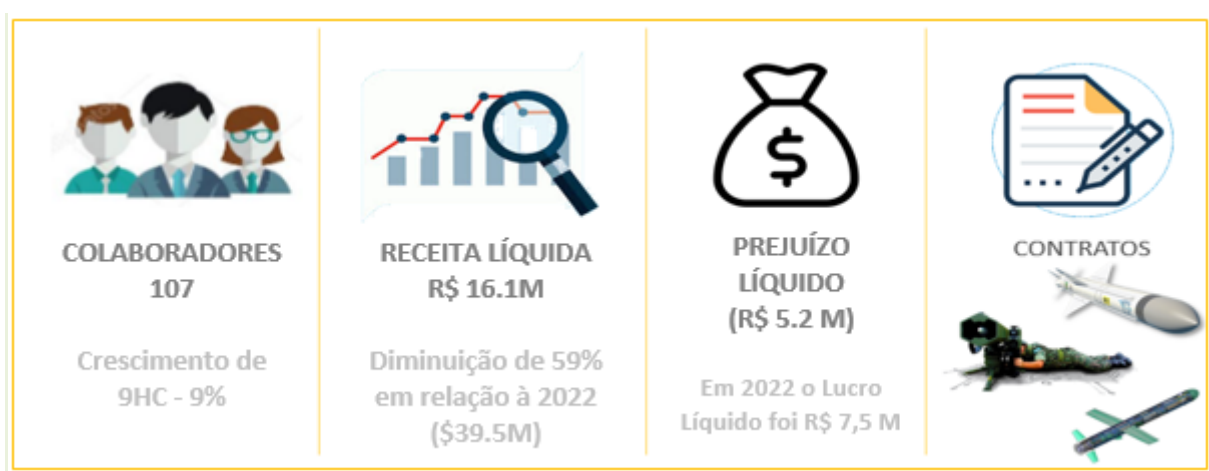 COLABORADORES
107
Crescimento de
9HC - 9%
RECEITA LÍQUIDA
R$ 16.1M
Diminuição de 59%
em relação à 2022
($39.5M)
$
PREJUÍZO
LÍQUIDO
(R$ 5.2 M)
Em 2022 o Lucro
Líquido foi R$ 7,5 M
CONTRATOS